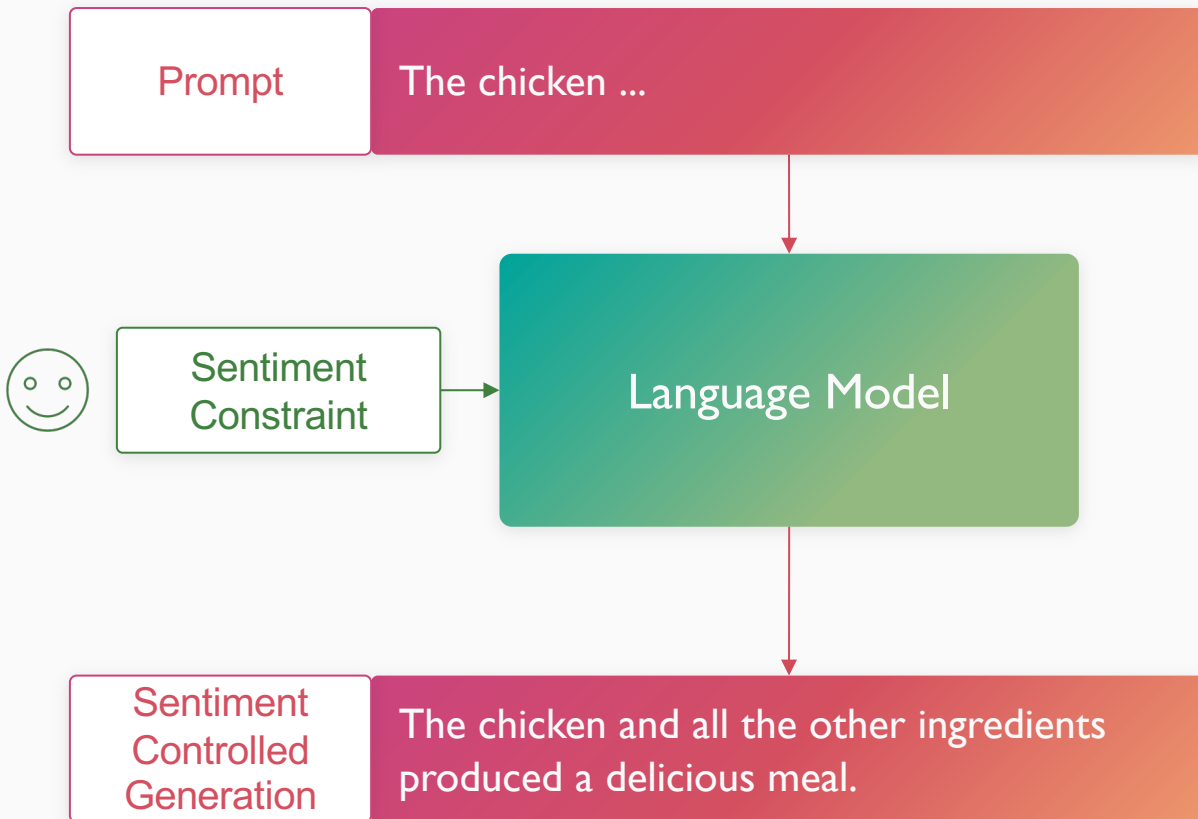 Prompt
The chicken ...
Sentiment
Constraint
Language Model
Sentiment
Controlled
Generation
The chicken and all the other ingredients
produced a delicious meal.